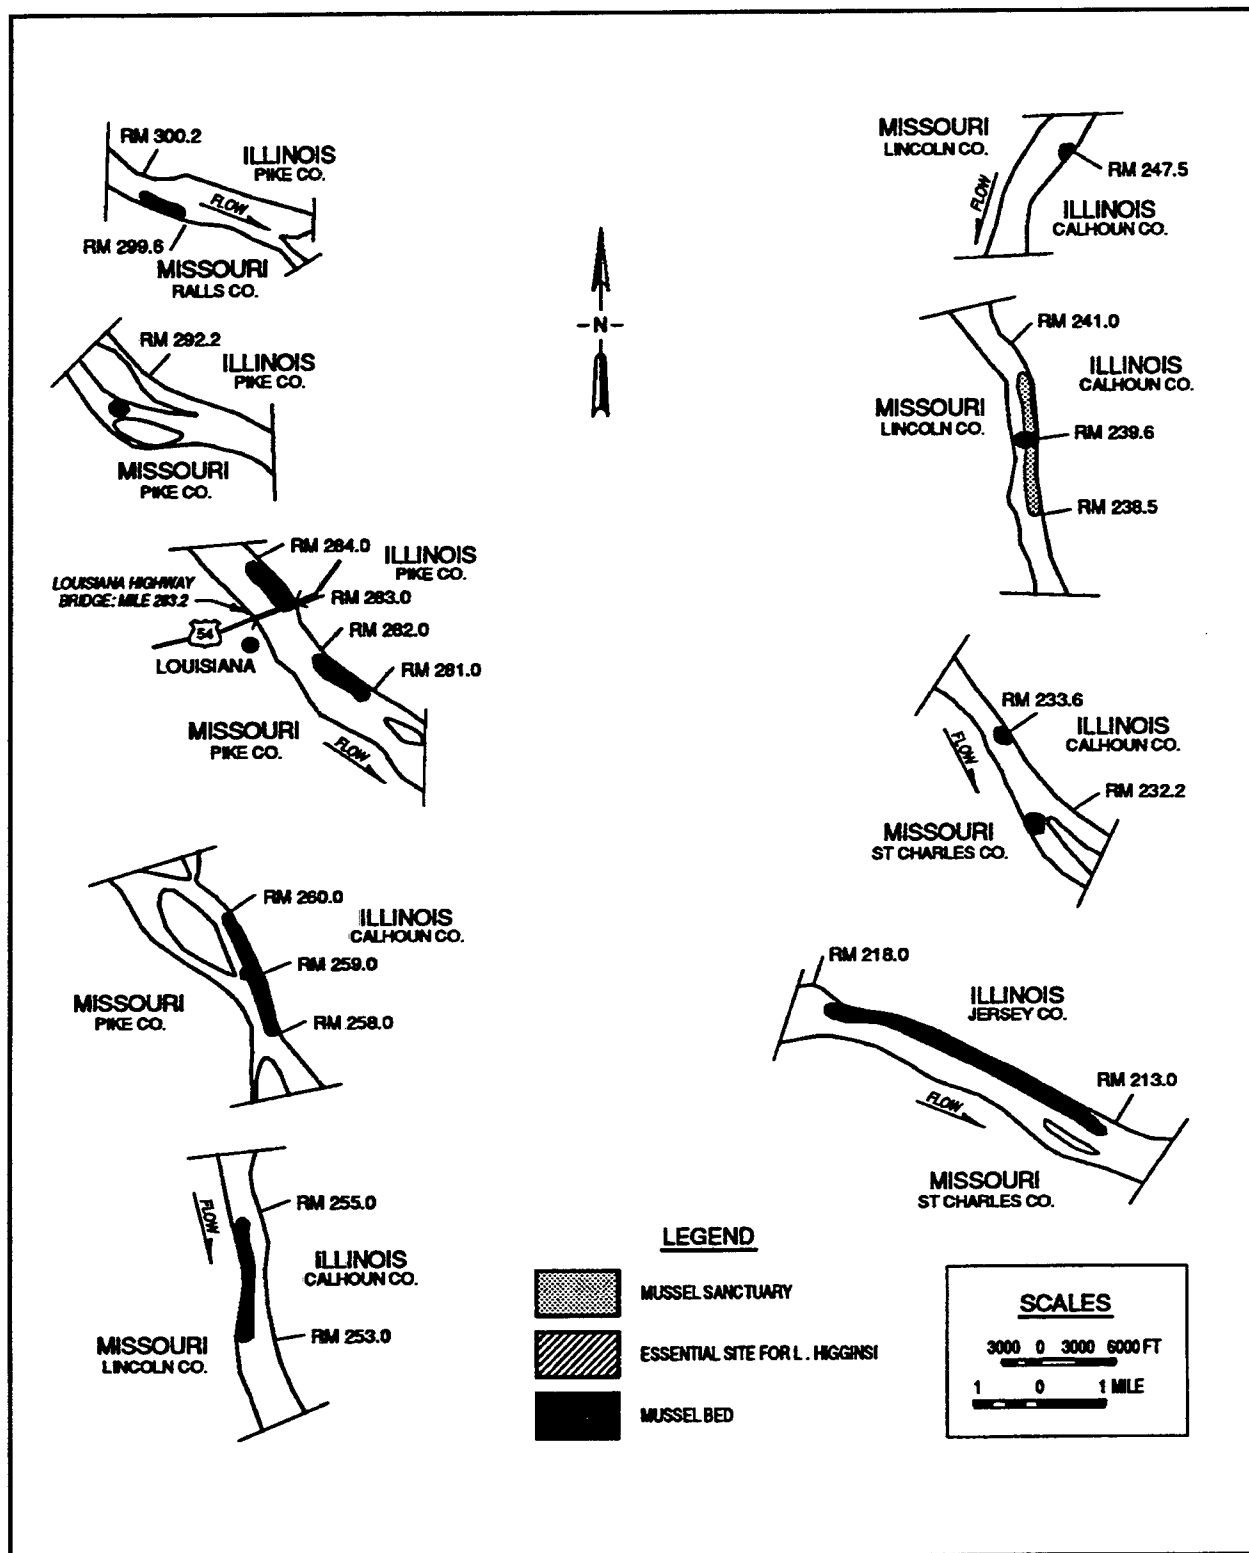 RM 300.2
ILLINOIS
PIKE CO.
FLOW
RM 299.6
MISSOURI
RALLS CO.
RM 292.2
ILLINOIS
PIKE CO.
MISSOURI
PIKE CO.
RM 284.0
ILLINOIS
PIKE CO.
LOUISIANA HIGHWAY
BRIDGE: MILE 283.2
RM 283.0
54
RM 282.0
LOUISIANA
RM 281.0
MISSOURI
PIKE CO.
FLOW
RM 260.0
ILLINOIS
CALHOUN CO.
RM 259.0
MISSOURI
PIKE CO.
RM 258.0
FLOW
RM 255.0
ILLINOIS
CALHOUN CO.
RM 253.0
MISSOURI
LINCOLN CO.
-N-
MISSOURI
LINCOLN CO.
RM 247.5
FLOW
ILLINOIS
CALHOUN CO.
RM 241.0
ILLINOIS
CALHOUN CO.
MISSOURI
LINCOLN CO.
RM 239.6
RM 238.5
RM 233.6
ILLINOIS
CALHOUN CO.
FLOW
RM 232.2
MISSOURI
ST CHARLES CO.
RM 218.0
ILLINOIS
JERSEY CO.
RM 213.0
FLOW
MISSOURI
ST CHARLES CO.
LEGEND
MUSSEL SANCTUARY
ESSENTIAL SITE FOR L. HIGGINSI
MUSSEL BED
SCALES
3000 0 3000 6000 FT
1 0 1 MILE